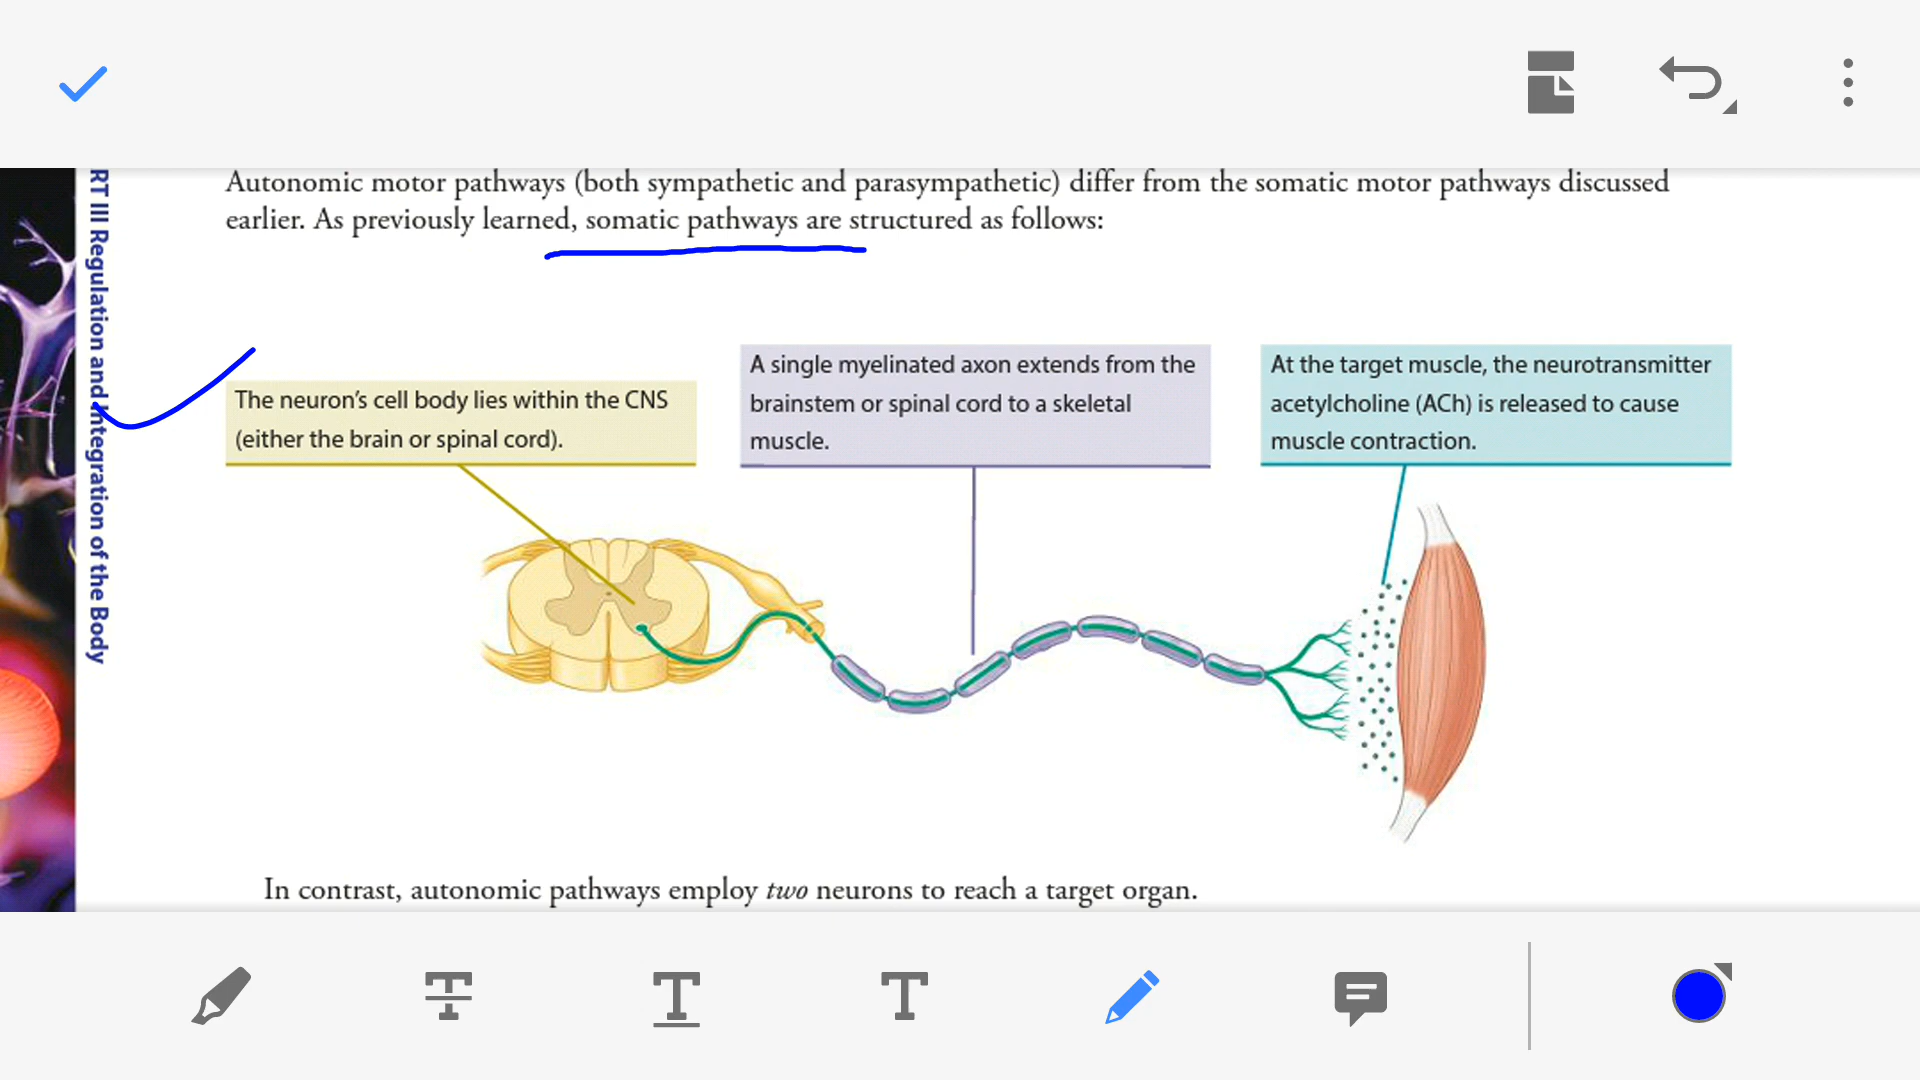 Autonomic motor pathways (both sympathetic and parasympathetic) differ from the somatic motor pathways discussed
earlier. As previously learned, somatic pathways are structured as follows:
RT III Regulation and Integration of the Body
The neuron's cell body lies within the CNS
(either the brain or spinal cord).
A single myelinated axon extends from the
brainstem or spinal cord to a skeletal
muscle.
At the target muscle, the neurotransmitter
acetylcholine (ACh) is released to cause
muscle contraction.
In contrast, autonomic pathways employ two neurons to reach a target organ.